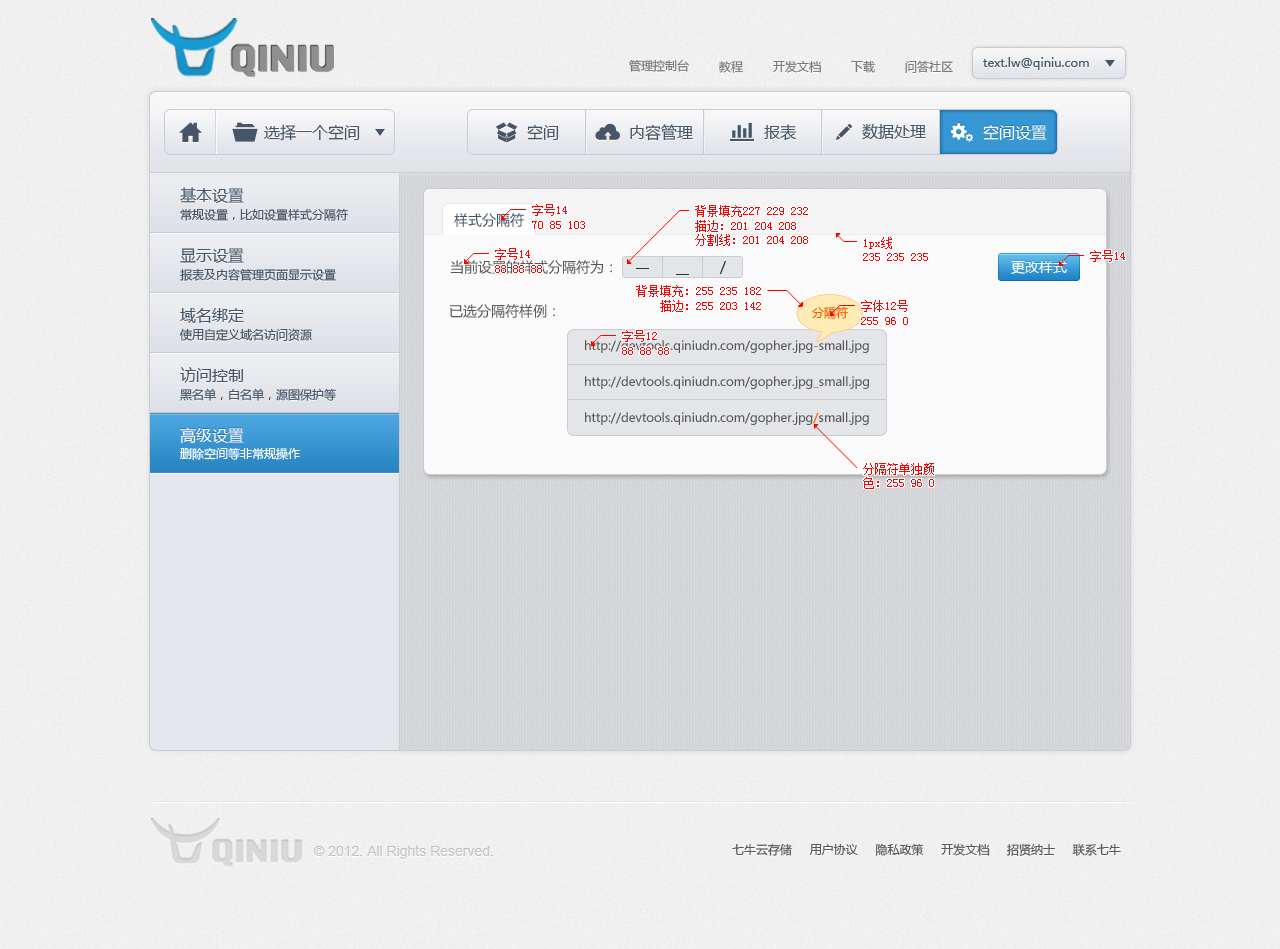 QINIU
管理控制台 教程 开发文档 下载 问答社区 text.lw@qiniu.com
选择一个空间 空间 内容管理 报表 数据处理 空间设置
基本设置
常规设置，比如设置样式分隔符
显示设置
报表及内容管理页面显示设置
域名绑定
使用自定义域名访问资源
访问控制
黑名单，白名单，源图保护等
高级设置
删除空间等非常规操作
样式分隔符
字号14
70 85 103
背景填充227 229 232
描边：201 204 208
分割线：201 204 208
1px线
235 235 235
字号14
88 88 88
当前设置的样式分隔符为： — _ /
更改样式
字号14
背景填充：255 235 182
描边：255 203 142
已选分隔符样例：
分隔符
字体12号
255 96 0
字号12
88 88 88
http://devtools.qiniudn.com/gopher.jpg-small.jpg
http://devtools.qiniudn.com/gopher.jpg_small.jpg
http://devtools.qiniudn.com/gopher.jpg/small.jpg
分隔符单独颜
色：255 96 0
QINIU © 2012. All Rights Reserved.
七牛云存储 用户协议 隐私政策 开发文档 招贤纳士 联系七牛